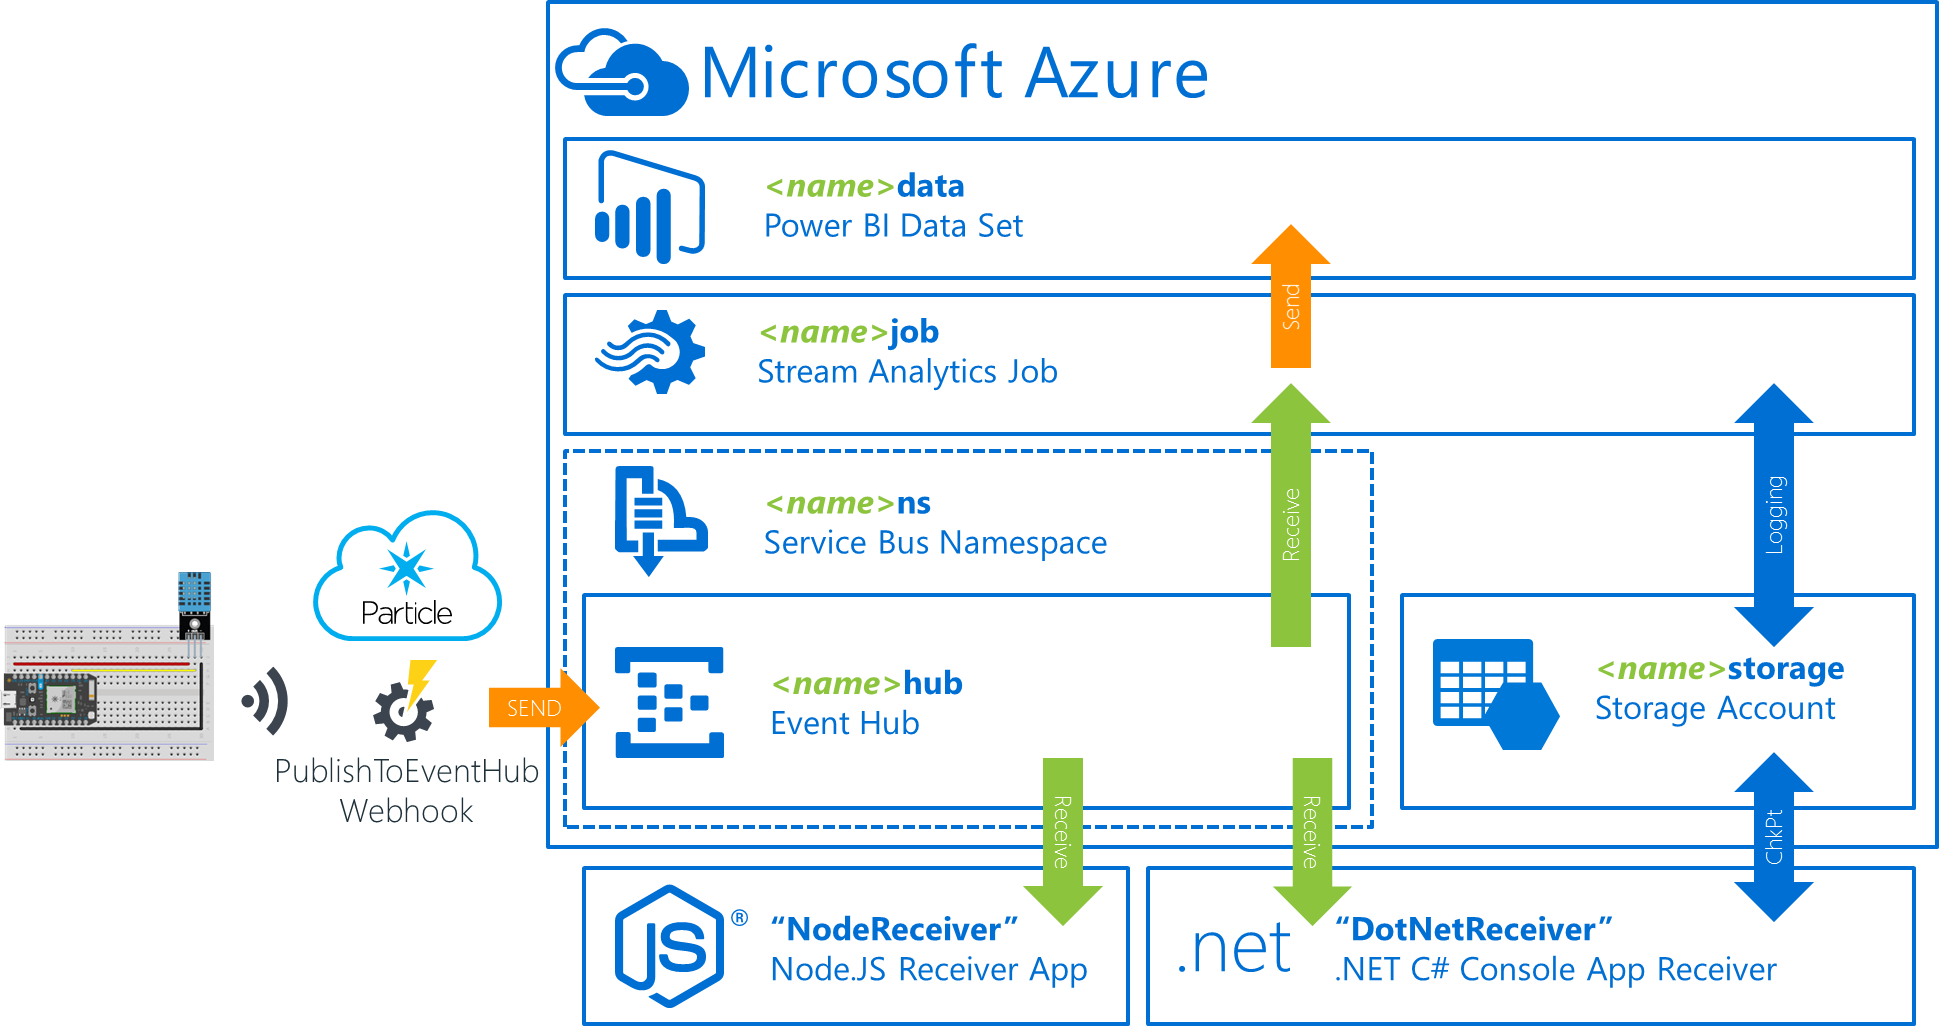 Microsoft Azure
<name>data
Power BI Data Set
Send
<name>job
Stream Analytics Job
<name>ns
Service Bus Namespace
Receive
Logging
Particle
PublishToEventHub
Webhook
SEND
<name>hub
Event Hub
<name>storage
Storage Account
Receive
Receive
ChkPt
JS®
“NodeReceiver”
Node.JS Receiver App
.net
“DotNetReceiver”
.NET C# Console App Receiver